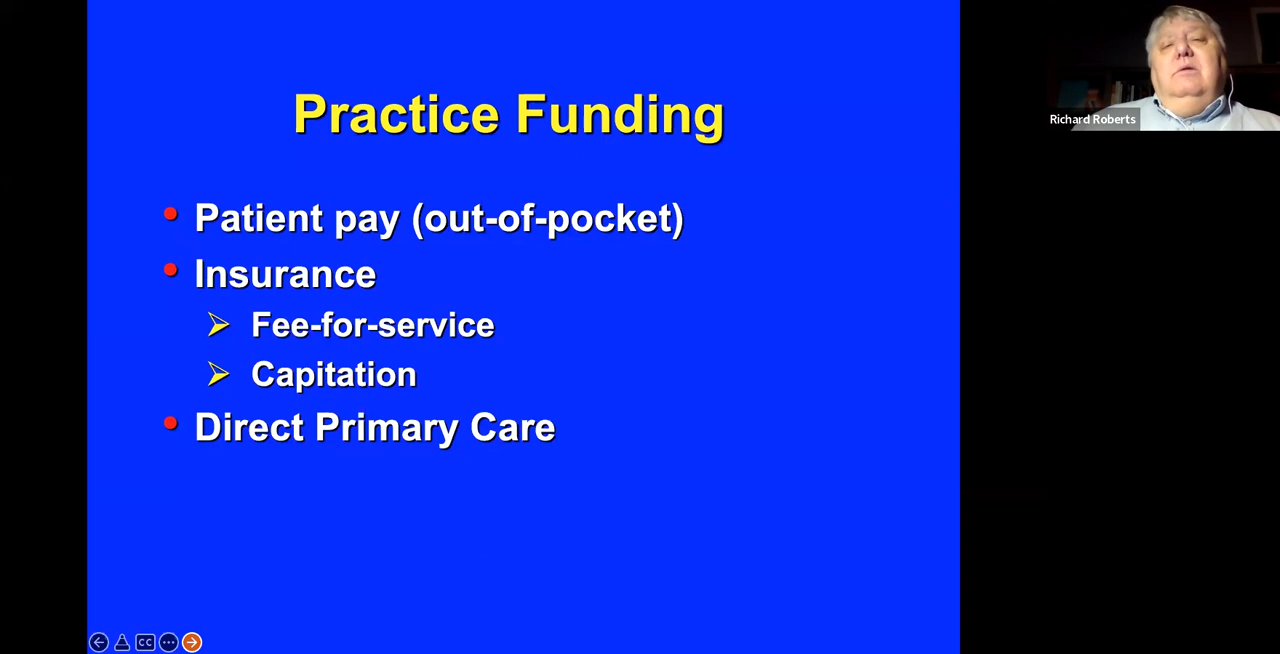 Practice Funding
Patient pay (out-of-pocket)
Insurance
Fee-for-service
Capitation
Direct Primary Care
Richard Roberts
CC